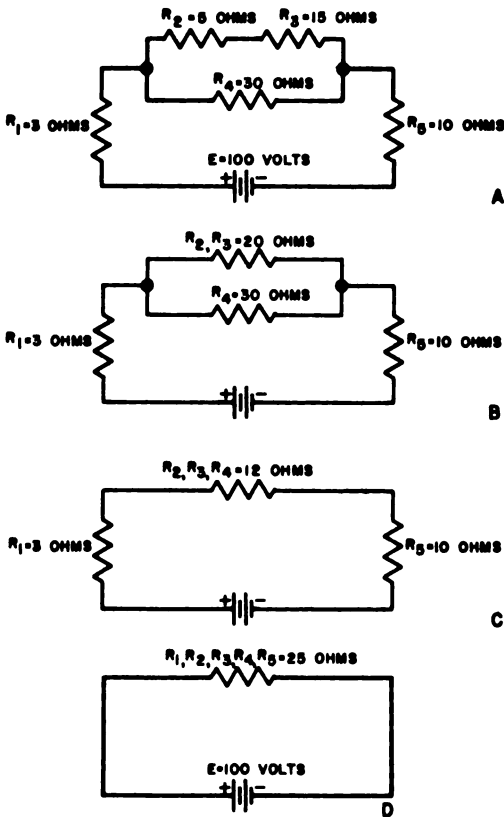 R2=5 OHMS R3=15 OHMS
R4=30 OHMS
R1=3 OHMS R5=10 OHMS
E=100 VOLTS
+ −
A
R2, R3=20 OHMS
R4=30 OHMS
R1=3 OHMS R5=10 OHMS
+ −
B
R2, R3, R4=12 OHMS
R1=3 OHMS R5=10 OHMS
+ −
C
R1, R2, R3, R4, R5=25 OHMS
E=100 VOLTS
+ −
D